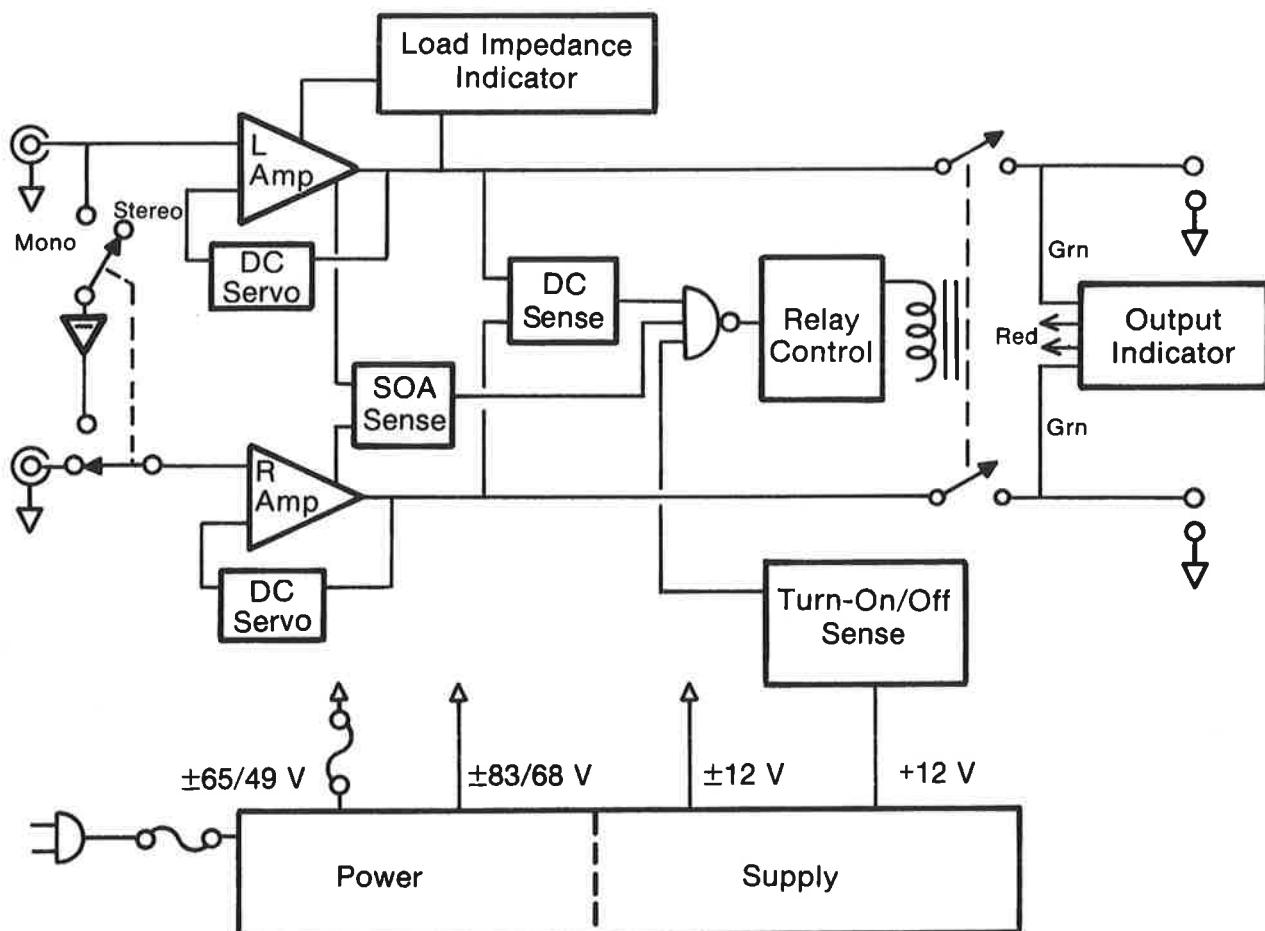 Load Impedance
Indicator
L
Amp
Stereo
Mono
DC
Servo
DC
Sense
Relay
Control
Grn
Red
Output
Indicator
SOA
Sense
Grn
R
Amp
DC
Servo
Turn-On/Off
Sense
±65/49 V
±83/68 V
±12 V
+12 V
Power
Supply